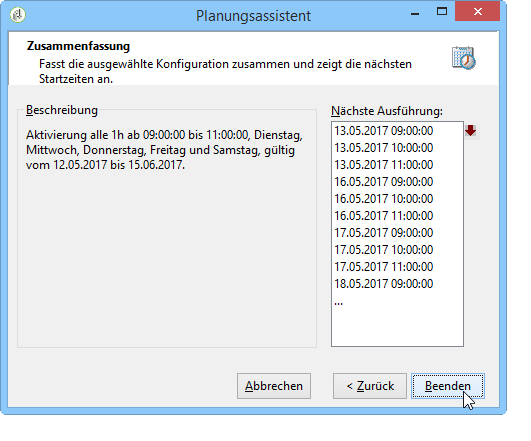 Planungsassistent
Zusammenfassung
Fasst die ausgewählte Konfiguration zusammen und zeigt die nächsten
Startzeiten an.
Beschreibung
Aktivierung alle 1h ab 09:00:00 bis 11:00:00, Dienstag,
Mittwoch, Donnerstag, Freitag und Samstag, gültig
vom 12.05.2017 bis 15.06.2017.
Nächste Ausführung:
13.05.2017 09:00:00
13.05.2017 10:00:00
13.05.2017 11:00:00
16.05.2017 09:00:00
16.05.2017 10:00:00
16.05.2017 11:00:00
17.05.2017 09:00:00
17.05.2017 10:00:00
17.05.2017 11:00:00
18.05.2017 09:00:00
...
Abbrechen
< Zurück
Beenden